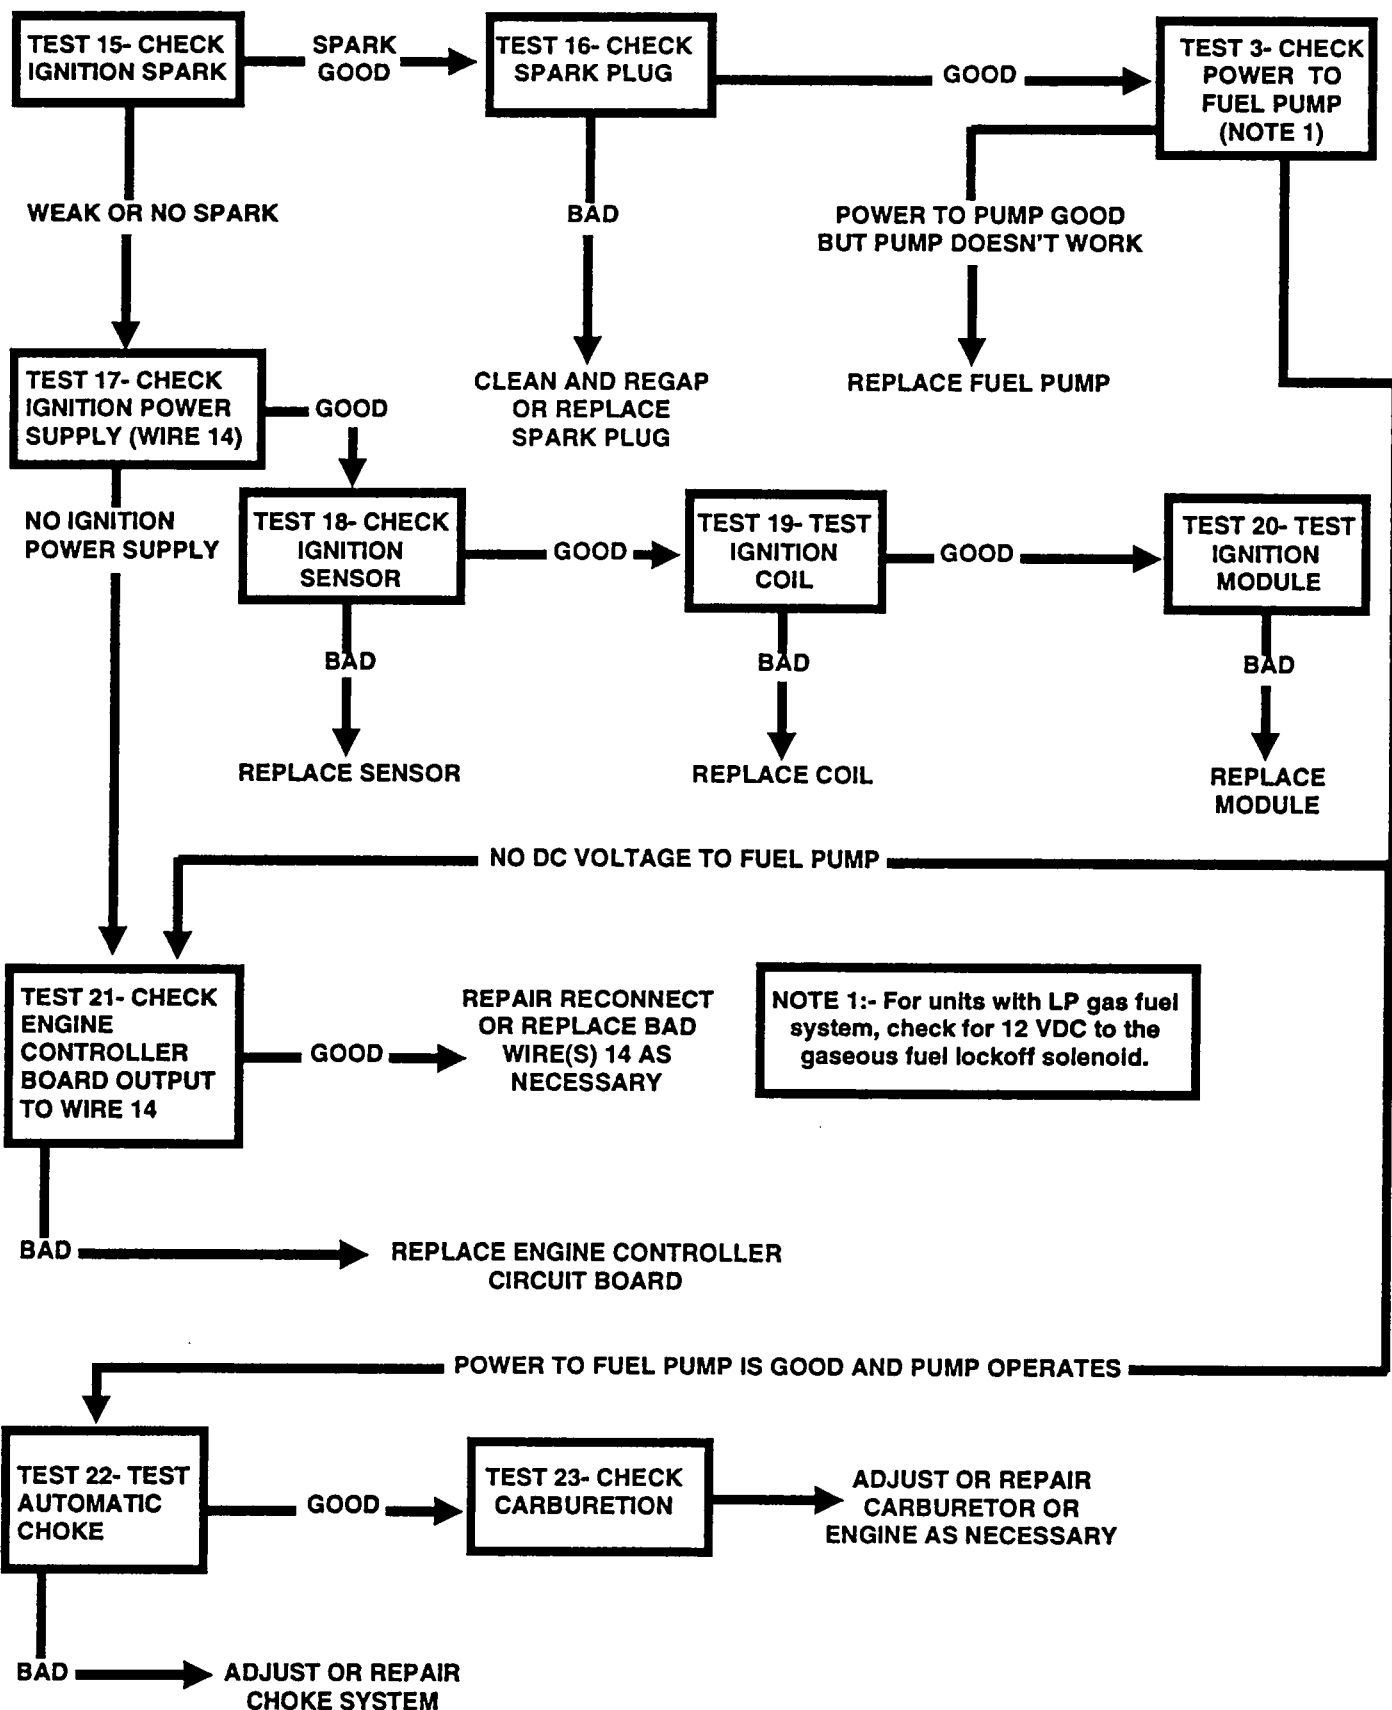 TEST 15- CHECK
IGNITION SPARK
SPARK
GOOD
TEST 16- CHECK
SPARK PLUG
GOOD
TEST 3- CHECK
POWER TO
FUEL PUMP
(NOTE 1)
WEAK OR NO SPARK
BAD
POWER TO PUMP GOOD
BUT PUMP DOESN'T WORK
TEST 17- CHECK
IGNITION POWER
SUPPLY (WIRE 14)
GOOD
CLEAN AND REGAP
OR REPLACE
SPARK PLUG
REPLACE FUEL PUMP
NO IGNITION
POWER SUPPLY
TEST 18- CHECK
IGNITION
SENSOR
GOOD
TEST 19- TEST
IGNITION
COIL
GOOD
TEST 20- TEST
IGNITION
MODULE
BAD
BAD
BAD
REPLACE SENSOR
REPLACE COIL
REPLACE
MODULE
NO DC VOLTAGE TO FUEL PUMP
TEST 21- CHECK
ENGINE
CONTROLLER
BOARD OUTPUT
TO WIRE 14
GOOD
REPAIR RECONNECT
OR REPLACE BAD
WIRE(S) 14 AS
NECESSARY
NOTE 1:- For units with LP gas fuel
system, check for 12 VDC to the
gaseous fuel lockoff solenoid.
BAD
REPLACE ENGINE CONTROLLER
CIRCUIT BOARD
POWER TO FUEL PUMP IS GOOD AND PUMP OPERATES
TEST 22- TEST
AUTOMATIC
CHOKE
GOOD
TEST 23- CHECK
CARBURETION
ADJUST OR REPAIR
CARBURETOR OR
ENGINE AS NECESSARY
BAD
ADJUST OR REPAIR
CHOKE SYSTEM